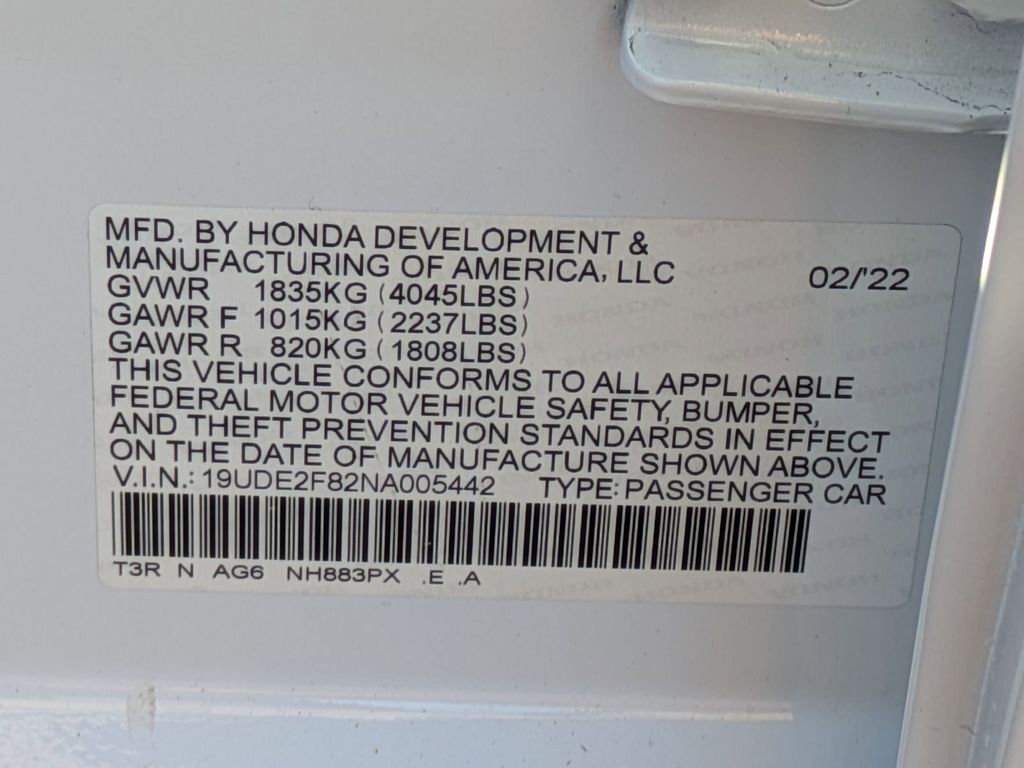 MFD. BY HONDA DEVELOPMENT &
MANUFACTURING OF AMERICA, LLC 02/'22
GVWR 1835KG (4045LBS)
GAWR F 1015KG (2237LBS)
GAWR R 820KG (1808LBS)
THIS VEHICLE CONFORMS TO ALL APPLICABLE
FEDERAL MOTOR VEHICLE SAFETY, BUMPER,
AND THEFT PREVENTION STANDARDS IN EFFECT
ON THE DATE OF MANUFACTURE SHOWN ABOVE.
V.I.N.: 19UDE2F82NA005442 TYPE: PASSENGER CAR
T3R N AG6 NH883PX .E .A